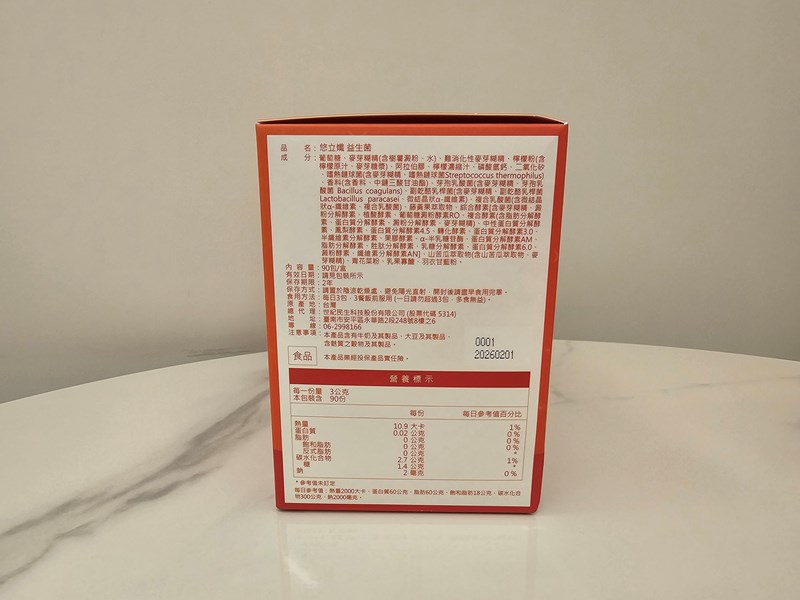 品名：悠立孅 益生菌
成分：葡萄糖、麥芽糊精(含樹薯澱粉、水)、難消化性麥芽糊精、檸檬粉(含
檸檬原汁、麥芽糖漿)、阿拉伯膠、檸檬濃縮汁、磷酸氫鈣、二氧化矽
、嗜熱鏈球菌(含麥芽糊精、嗜熱鏈球菌Streptococcus thermophilus)
、香料(含香料、中鏈三酸甘油酯)、芽孢乳酸菌(含麥芽糊精、芽孢乳
酸菌 Bacillus coagulans)、副乾酪乳桿菌(含麥芽糊精、副乾酪乳桿菌
Lactobacillus paracasei、微結晶狀α-纖維素)、複合乳酸菌(含微結晶
狀α-纖維素、複合乳酸菌)、藤黃果萃取物、綜合酵素[含麥芽糊精、澱
粉分解酵素、植酸酵素、葡萄糖澱粉酵素RO、複合酵素(含脂肪分解酵
素、蛋白質分解酵素、澱粉分解酵素、麥芽糊精)、中性蛋白質分解酵
素、鳳梨酵素、蛋白質分解酵素4.5、轉化酵素、蛋白質分解酵素3.0、
半纖維素分解酵素、果膠酵素、α-半乳糖苷酶、蛋白質分解酵素AM、
脂肪分解酵素、胜肽分解酵素、乳糖分解酵素、蛋白質分解酵素6.0、
澱粉酵素、纖維素分解酵素AN]、山苦瓜萃取物(含山苦瓜萃取物、麥
芽糊精)、青花菜粉、乳果寡醣、羽衣甘藍粉。
內容量：90包/盒
有效日期：請見包裝所示
保存期限：2年
保存方式：請置於陰涼乾燥處，避免陽光直射，開封後請盡早食用完畢。
食用方法：每日3包，3餐飯前服用 (一日請勿超過3包，多食無益)。
原產地：台灣
總代理：世紀民生科技股份有限公司 (股票代碼 5314)
地址：臺南市安平區永華路2段248號8樓之6
專線：06-2998166
注意事項：本產品含有牛奶及其製品、大豆及其製品、
含麩質之穀物及其製品。
食品
本產品業經投保產品責任險。
0001
20260201
營養標示
每一份量 3公克
本包裝含 90份
每份 每日參考值百分比
熱量 10.9 大卡 1%
蛋白質 0.02 公克 0%
脂肪 0 公克 0%
飽和脂肪 0 公克 0%
反式脂肪 0 公克 *
碳水化合物 2.7 公克 1%
糖 1.4 公克 *
鈉 2 毫克 0%
*參考值未訂定
每日參考值：熱量2000大卡、蛋白質60公克、脂肪60公克、飽和脂肪18公克、碳水化合
物300公克、鈉2000毫克。